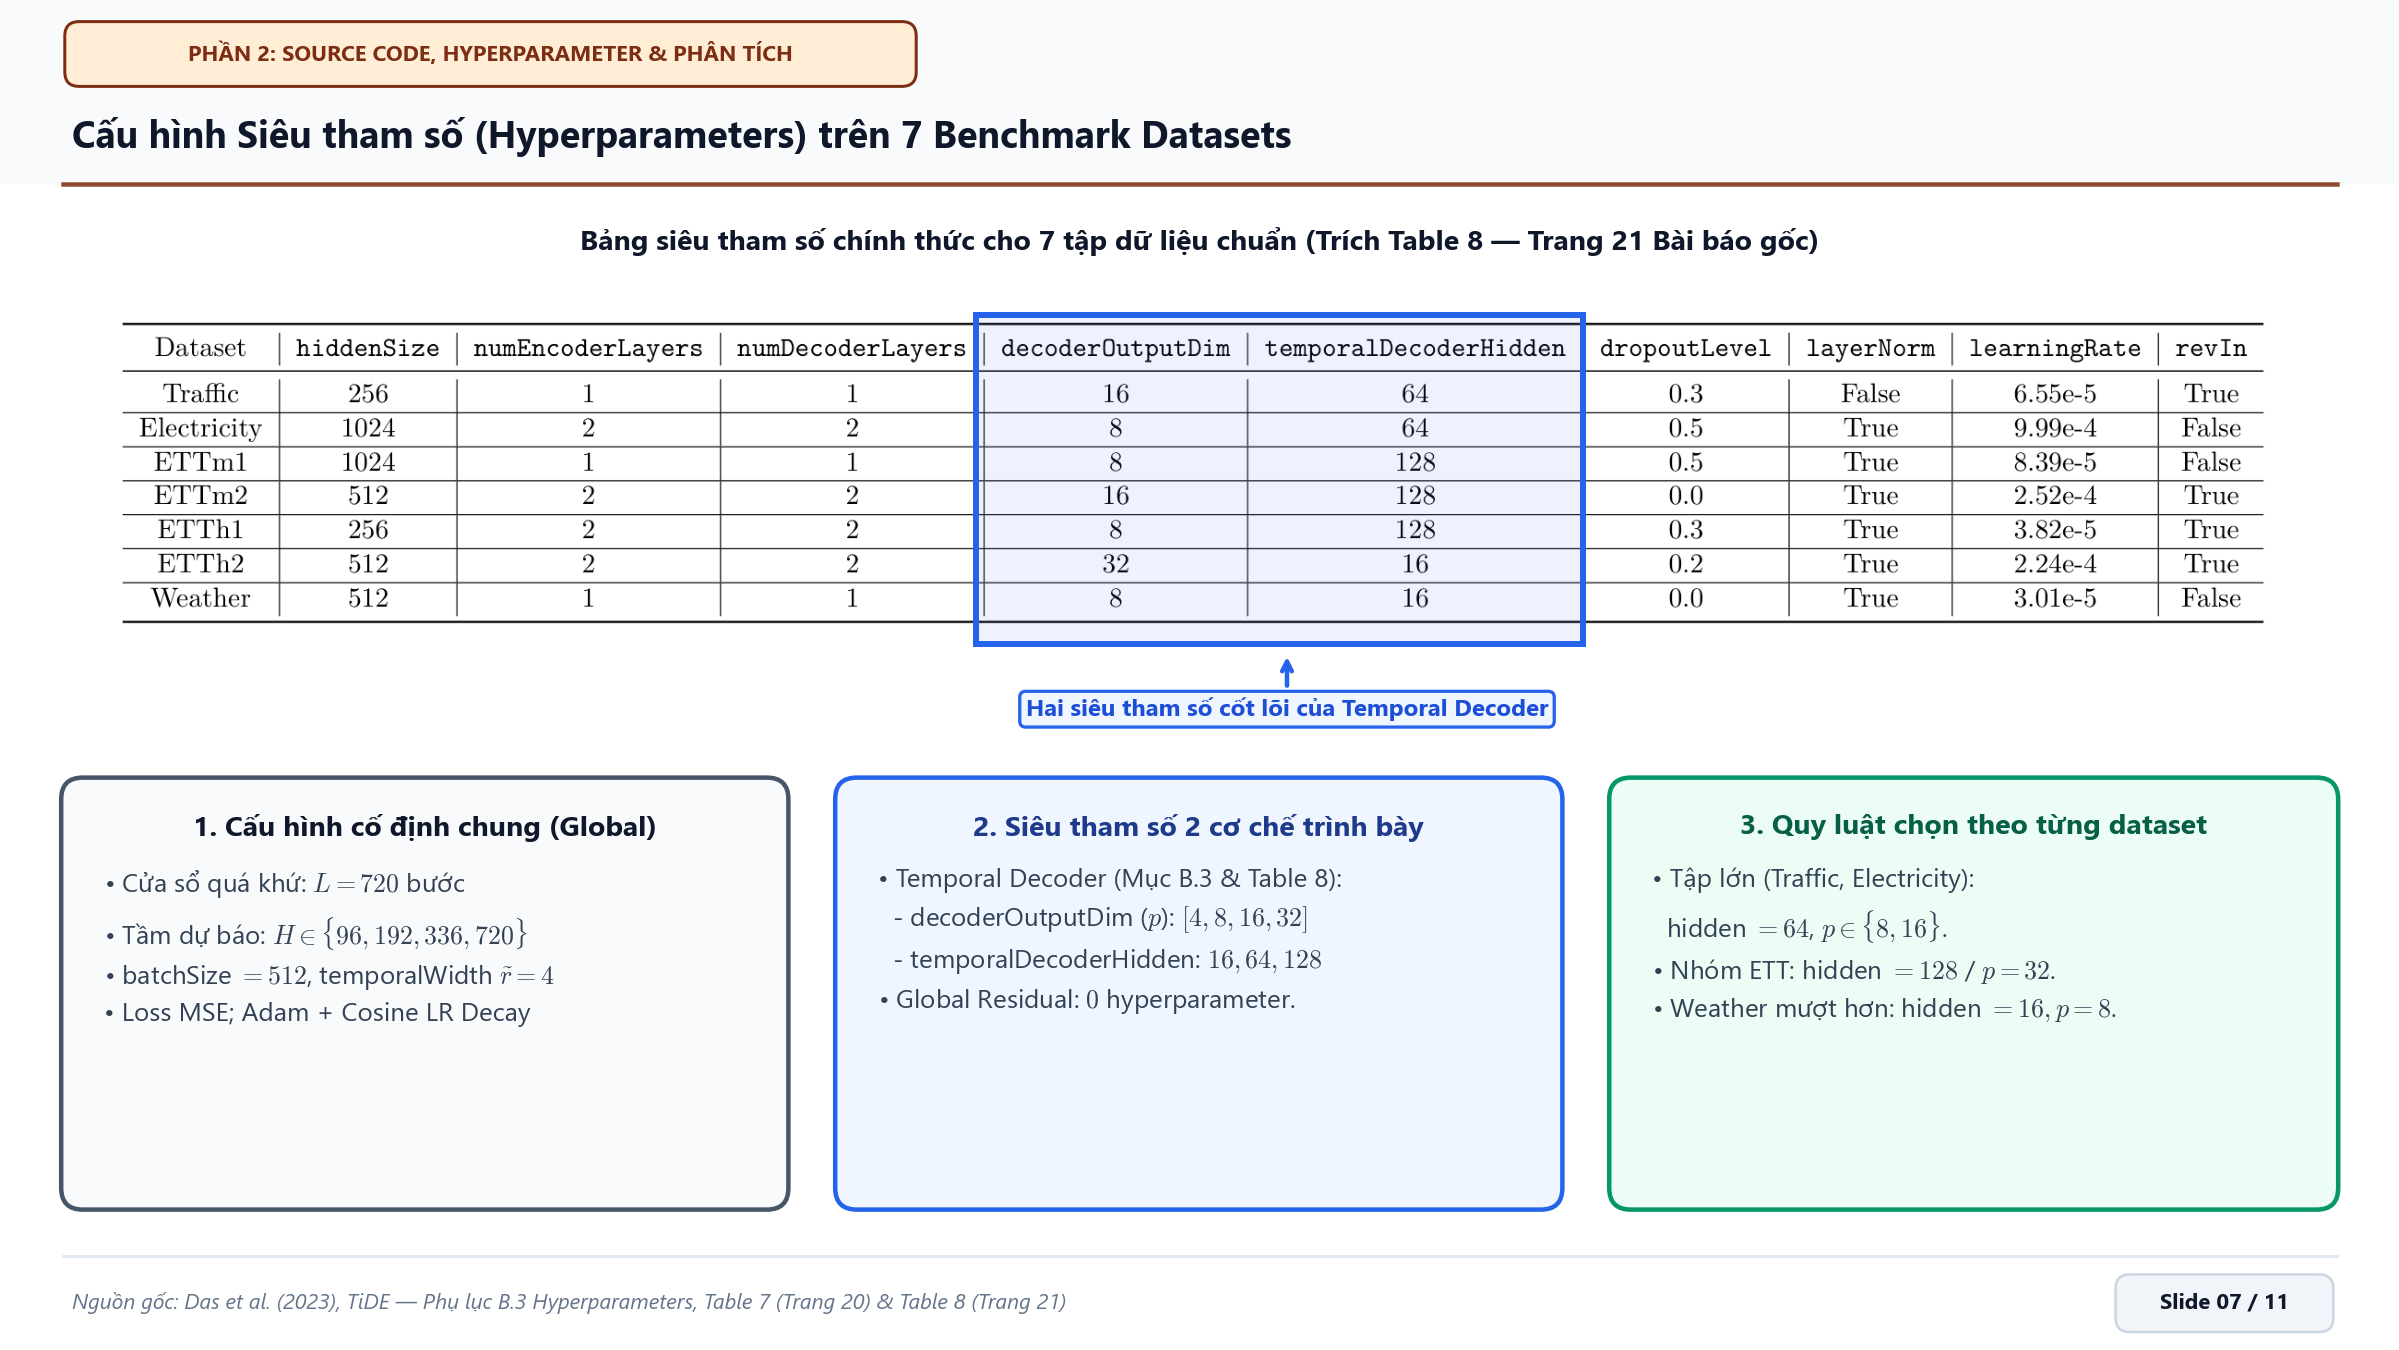 PHẦN 2: SOURCE CODE, HYPERPARAMETER & PHÂN TÍCH
Cấu hình Siêu tham số (Hyperparameters) trên 7 Benchmark Datasets
Bảng siêu tham số chính thức cho 7 tập dữ liệu chuẩn (Trích Table 8 — Trang 21 Bài báo gốc)
Dataset hiddenSize numEncoderLayers numDecoderLayers decoderOutputDim temporalDecoderHidden dropoutLevel layerNorm learningRate revIn
Traffic 256 1 1 16 64 0.3 False 6.55e-5 True
Electricity 1024 2 2 8 64 0.5 True 9.99e-4 False
ETTm1 1024 1 1 8 128 0.5 True 8.39e-5 False
ETTm2 512 2 2 16 128 0.0 True 2.52e-4 True
ETTh1 256 2 2 8 128 0.3 True 3.82e-5 True
ETTh2 512 2 2 32 16 0.2 True 2.24e-4 True
Weather 512 1 1 8 16 0.0 True 3.01e-5 False
Hai siêu tham số cốt lõi của Temporal Decoder
1. Cấu hình cố định chung (Global)
• Cửa sổ quá khứ: L = 720 bước
• Tầm dự báo: H ∈ {96, 192, 336, 720}
• batchSize = 512, temporalWidth r̃ = 4
• Loss MSE; Adam + Cosine LR Decay
2. Siêu tham số 2 cơ chế trình bày
• Temporal Decoder (Mục B.3 & Table 8):
- decoderOutputDim (p): [4, 8, 16, 32]
- temporalDecoderHidden: 16, 64, 128
• Global Residual: 0 hyperparameter.
3. Quy luật chọn theo từng dataset
• Tập lớn (Traffic, Electricity):
hidden = 64, p ∈ {8, 16}.
• Nhóm ETT: hidden = 128 / p = 32.
• Weather mượt hơn: hidden = 16, p = 8.
Nguồn gốc: Das et al. (2023), TiDE — Phụ lục B.3 Hyperparameters, Table 7 (Trang 20) & Table 8 (Trang 21)
Slide 07 / 11